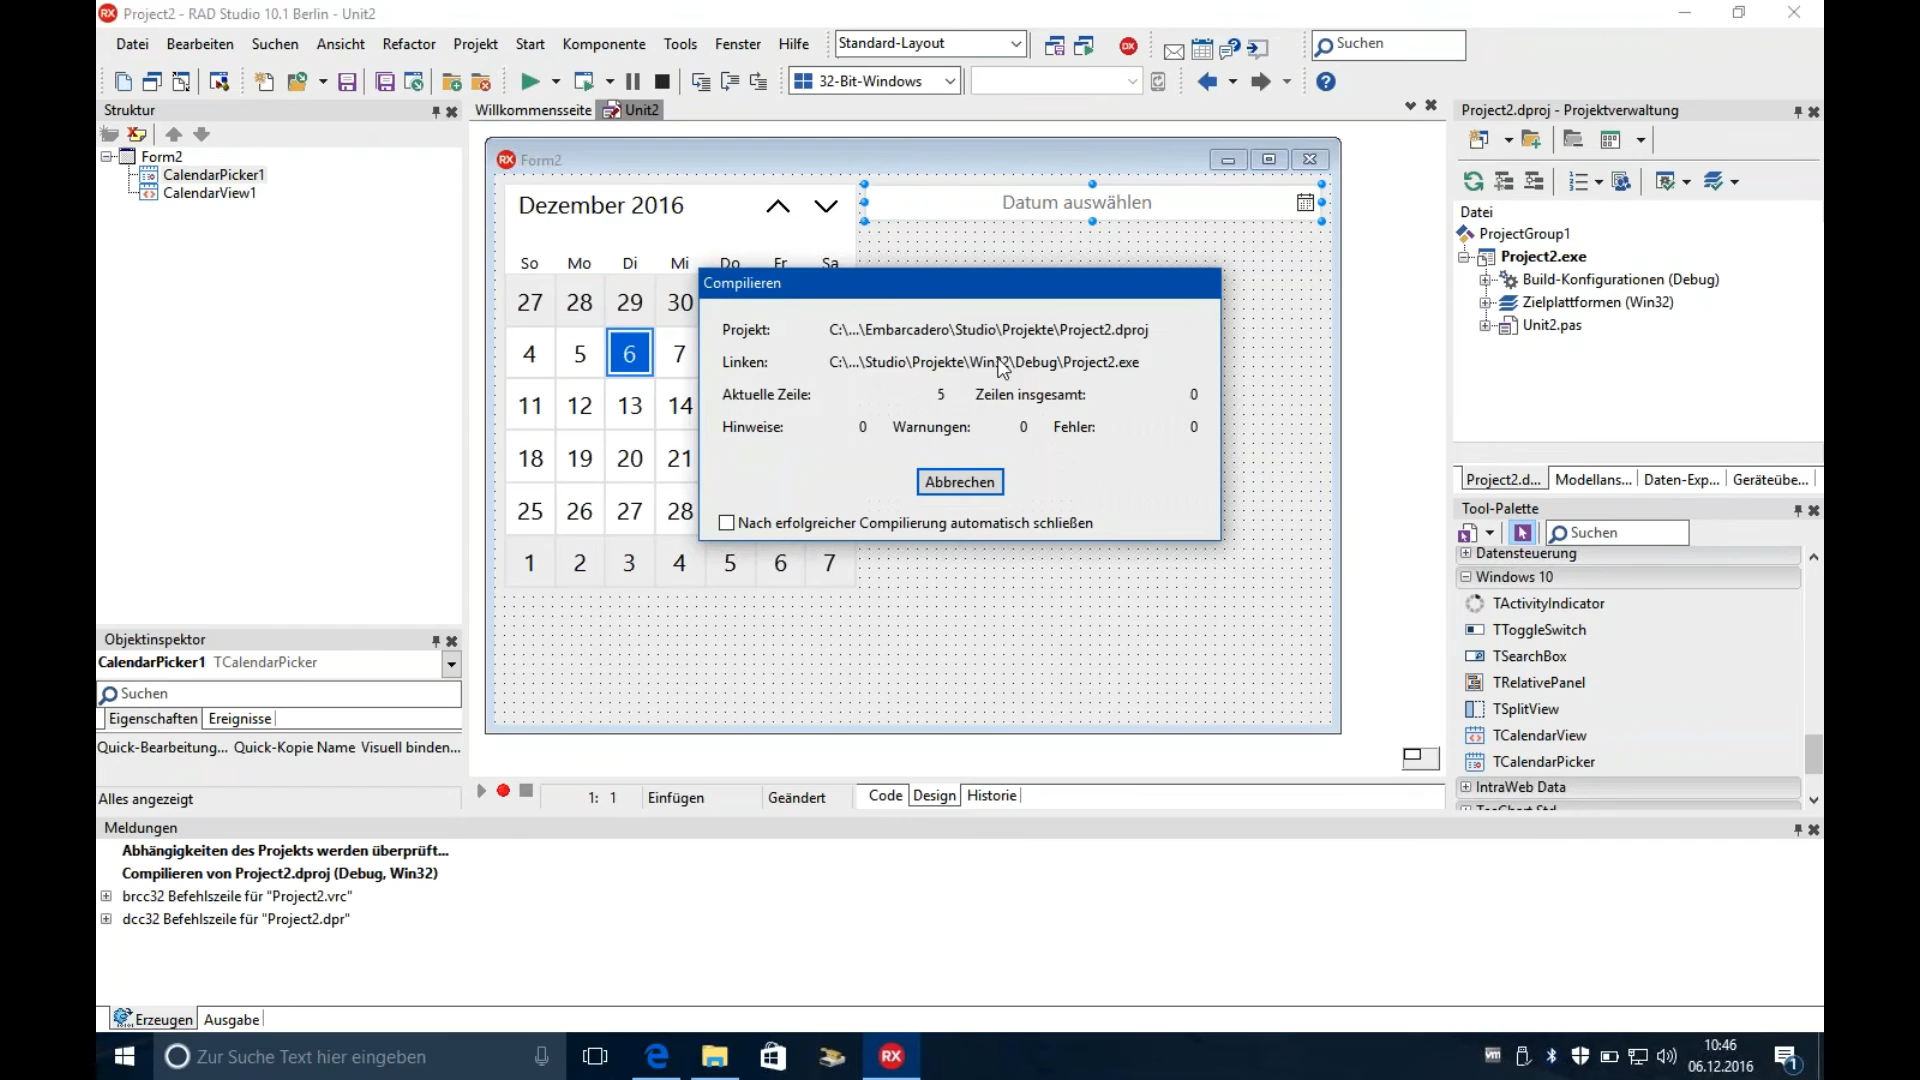 Project2 - RAD Studio 10.1 Berlin - Unit2
Datei Bearbeiten Suchen Ansicht Refactor Projekt Start Komponente Tools Fenster Hilfe Standard-Layout Suchen
32-Bit-Windows
Struktur
Form2
CalendarPicker1
CalendarView1
Willkommensseite Unit2
Form2
Dezember 2016
Datum auswählen
So Mo Di Mi Do Fr Sa
27 28 29 30
4 5 6 7
11 12 13 14
18 19 20 21
25 26 27 28
1 2 3 4 5 6 7
Compilieren
Projekt: C:\...\Embarcadero\Studio\Projekte\Project2.dproj
Linken: C:\...\Studio\Projekte\Win32\Debug\Project2.exe
Aktuelle Zeile: 5 Zeilen insgesamt: 0
Hinweise: 0 Warnungen: 0 Fehler: 0
Abbrechen
Nach erfolgreicher Compilierung automatisch schließen
Project2.dproj - Projektverwaltung
Datei
ProjectGroup1
Project2.exe
Build-Konfigurationen (Debug)
Zielplattformen (Win32)
Unit2.pas
Project2.d... Modellans... Daten-Exp... Geräteübe...
Tool-Palette
Suchen
Datensteuerung
Windows 10
TActivityIndicator
TToggleSwitch
TSearchBox
TRelativePanel
TSplitView
TCalendarView
TCalendarPicker
IntraWeb Data
Objektinspektor
CalendarPicker1 TCalendarPicker
Suchen
Eigenschaften Ereignisse
Quick-Bearbeitung... Quick-Kopie Name Visuell binden...
Alles angezeigt
1: 1 Einfügen Geändert Code Design Historie
Meldungen
Abhängigkeiten des Projekts werden überprüft...
Compilieren von Project2.dproj (Debug, Win32)
brcc32 Befehlszeile für "Project2.vrc"
dcc32 Befehlszeile für "Project2.dpr"
Erzeugen Ausgabe
Zur Suche Text hier eingeben
RX
10:46
06.12.2016
1